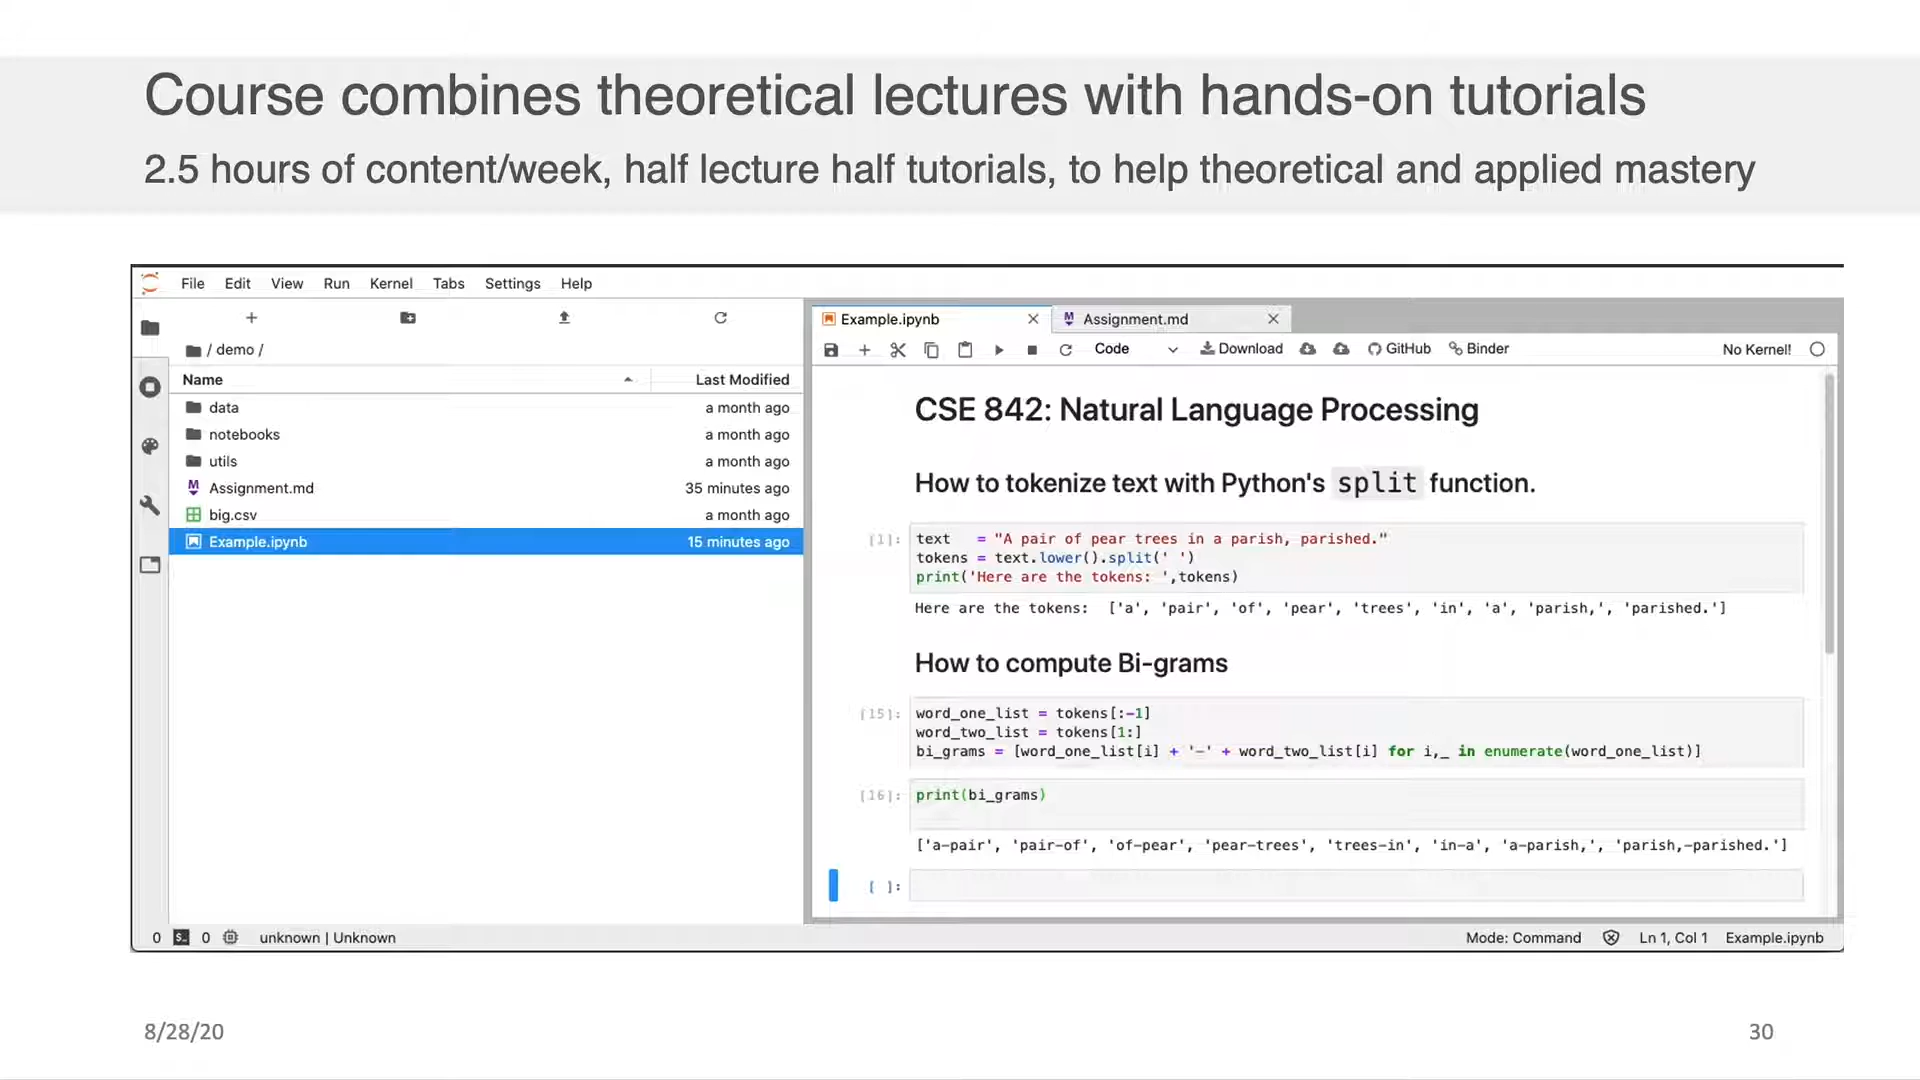 Course combines theoretical lectures with hands-on tutorials
2.5 hours of content/week, half lecture half tutorials, to help theoretical and applied mastery
File Edit View Run Kernel Tabs Settings Help
/ demo /
Name Last Modified
data a month ago
notebooks a month ago
utils a month ago
Assignment.md 35 minutes ago
big.csv a month ago
Example.ipynb 15 minutes ago
Example.ipynb Assignment.md
Code Download GitHub Binder No Kernel!
CSE 842: Natural Language Processing
How to tokenize text with Python's split function.
[1]: text   = "A pair of pear trees in a parish, parished."
tokens = text.lower().split(' ')
print('Here are the tokens: ',tokens)
Here are the tokens:  ['a', 'pair', 'of', 'pear', 'trees', 'in', 'a', 'parish,', 'parished.']
How to compute Bi-grams
[15]: word_one_list = tokens[:-1]
word_two_list = tokens[1:]
bi_grams = [word_one_list[i] + '-' + word_two_list[i] for i,_ in enumerate(word_one_list)]
[16]: print(bi_grams)
['a-pair', 'pair-of', 'of-pear', 'pear-trees', 'trees-in', 'in-a', 'a-parish,', 'parish,-parished.']
[ ]:
0 0 unknown | Unknown Mode: Command Ln 1, Col 1 Example.ipynb
8/28/20 30